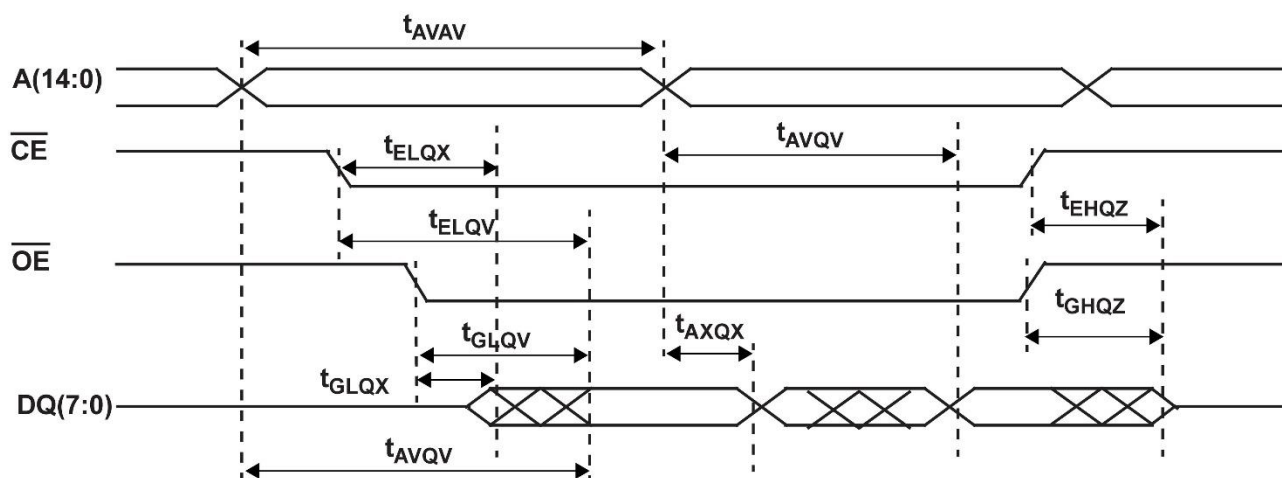 tAVAV
A(14:0)
CE
tELQX
tAVQV
tELQV
tEHQZ
OE
tGLQV
tAXQX
tGHQZ
tGLQX
DQ(7:0)
tAVQV